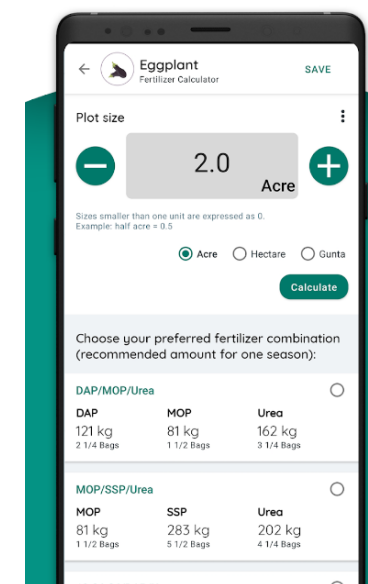 Eggplant
Fertilizer Calculator
SAVE
Plot size
2.0
Acre
Sizes smaller than one unit are expressed as 0.
Example: half acre = 0.5
Acre Hectare Gunta
Calculate
Choose your preferred fertilizer combination
(recommended amount for one season):
DAP/MOP/Urea
DAP MOP Urea
121 kg 81 kg 162 kg
2 1/4 Bags 1 1/2 Bags 3 1/4 Bags
MOP/SSP/Urea
MOP SSP Urea
81 kg 283 kg 202 kg
1 1/2 Bags 5 1/2 Bags 4 1/4 Bags